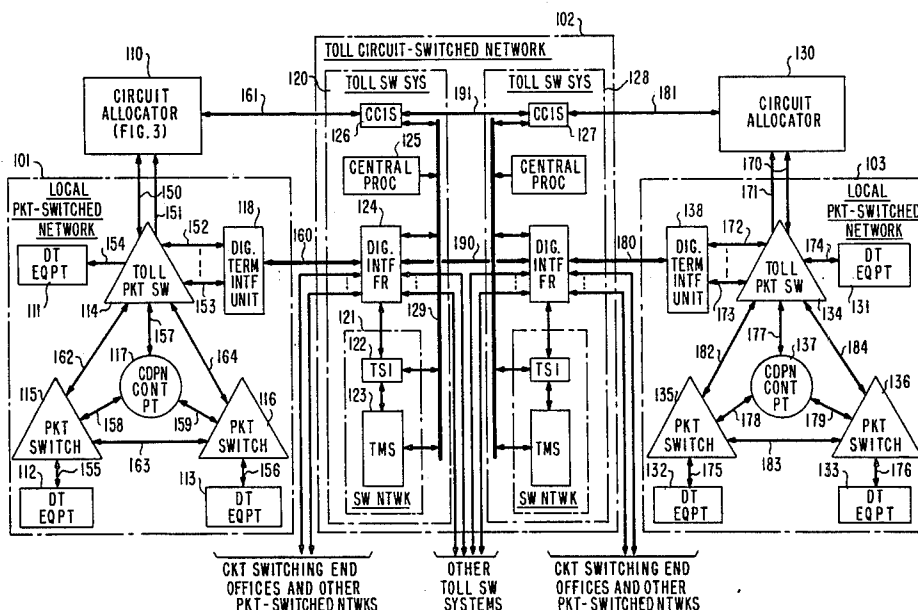 102
TOLL CIRCUIT-SWITCHED NETWORK
110
CIRCUIT
ALLOCATOR
(FIG.3)
161
120
TOLL SW SYS
CCIS
126
125
CENTRAL PROC
191
TOLL SW SYS
CCIS
127
128
CENTRAL PROC
181
130
CIRCUIT
ALLOCATOR
101
LOCAL
PKT-SWITCHED
NETWORK
150
151
152
118
154
DT
EQPT
111
TOLL
PKT SW
114
153
DIG.
TERM
INTF
UNIT
160
124
DIG.
INTF
FR
190
129
DIG.
INTF
FR
180
138
DIG.
TERM
INTF
UNIT
170
171
103
LOCAL
PKT-SWITCHED
NETWORK
172
174
TOLL
PKT SW
134
173
DT
EQPT
131
157
162
164
117
CDPN
CONT
PT
115
PKT
SWITCH
158
159
116
PKT
SWITCH
163
112
155
DT
EQPT
113
156
DT
EQPT
121
122
TSI
123
TMS
SW NTWK
TSI
TMS
SW NTWK
177
182
184
137
CDPN
CONT
PT
135
PKT
SWITCH
178
179
136
PKT
SWITCH
183
132
175
DT
EQPT
133
176
DT
EQPT
CKT SWITCHING END
OFFICES AND OTHER
PKT-SWITCHED NTWKS
OTHER
TOLL SW
SYSTEMS
CKT SWITCHING END
OFFICES AND OTHER
PKT-SWITCHED NTWKS